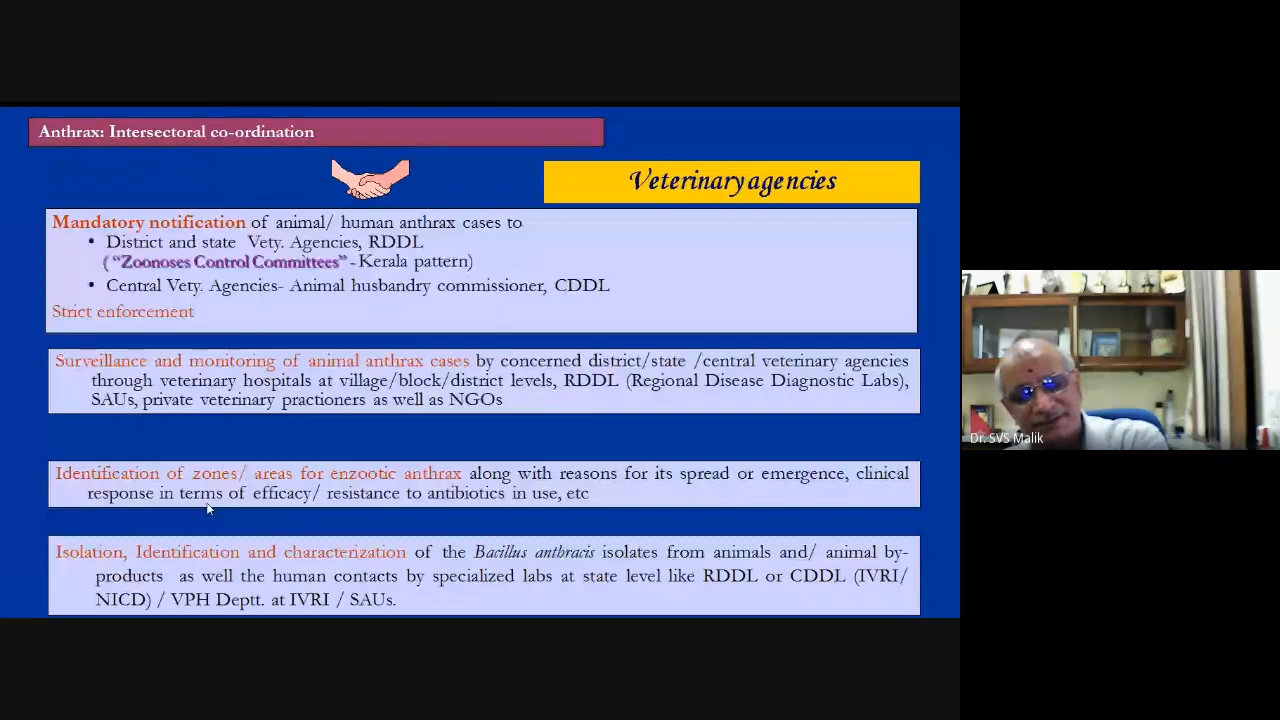 Anthrax: Intersectoral co-ordination
Veterinary agencies
Mandatory notification of animal/ human anthrax cases to
• District and state Vety. Agencies, RDDL
( "Zoonoses Control Committees" - Kerala pattern)
• Central Vety. Agencies- Animal husbandry commissioner, CDDL
Strict enforcement
Surveillance and monitoring of animal anthrax cases by concerned district/state /central veterinary agencies
through veterinary hospitals at village/block/district levels, RDDL (Regional Disease Diagnostic Labs),
SAUs, private veterinary practioners as well as NGOs
Identification of zones/ areas for enzootic anthrax along with reasons for its spread or emergence, clinical
response in terms of efficacy/ resistance to antibiotics in use, etc
Isolation, Identification and characterization of the Bacillus anthracis isolates from animals and/ animal by-
products as well the human contacts by specialized labs at state level like RDDL or CDDL (IVRI/
NICD) / VPH Deptt. at IVRI / SAUs.
Dr. SVS Malik